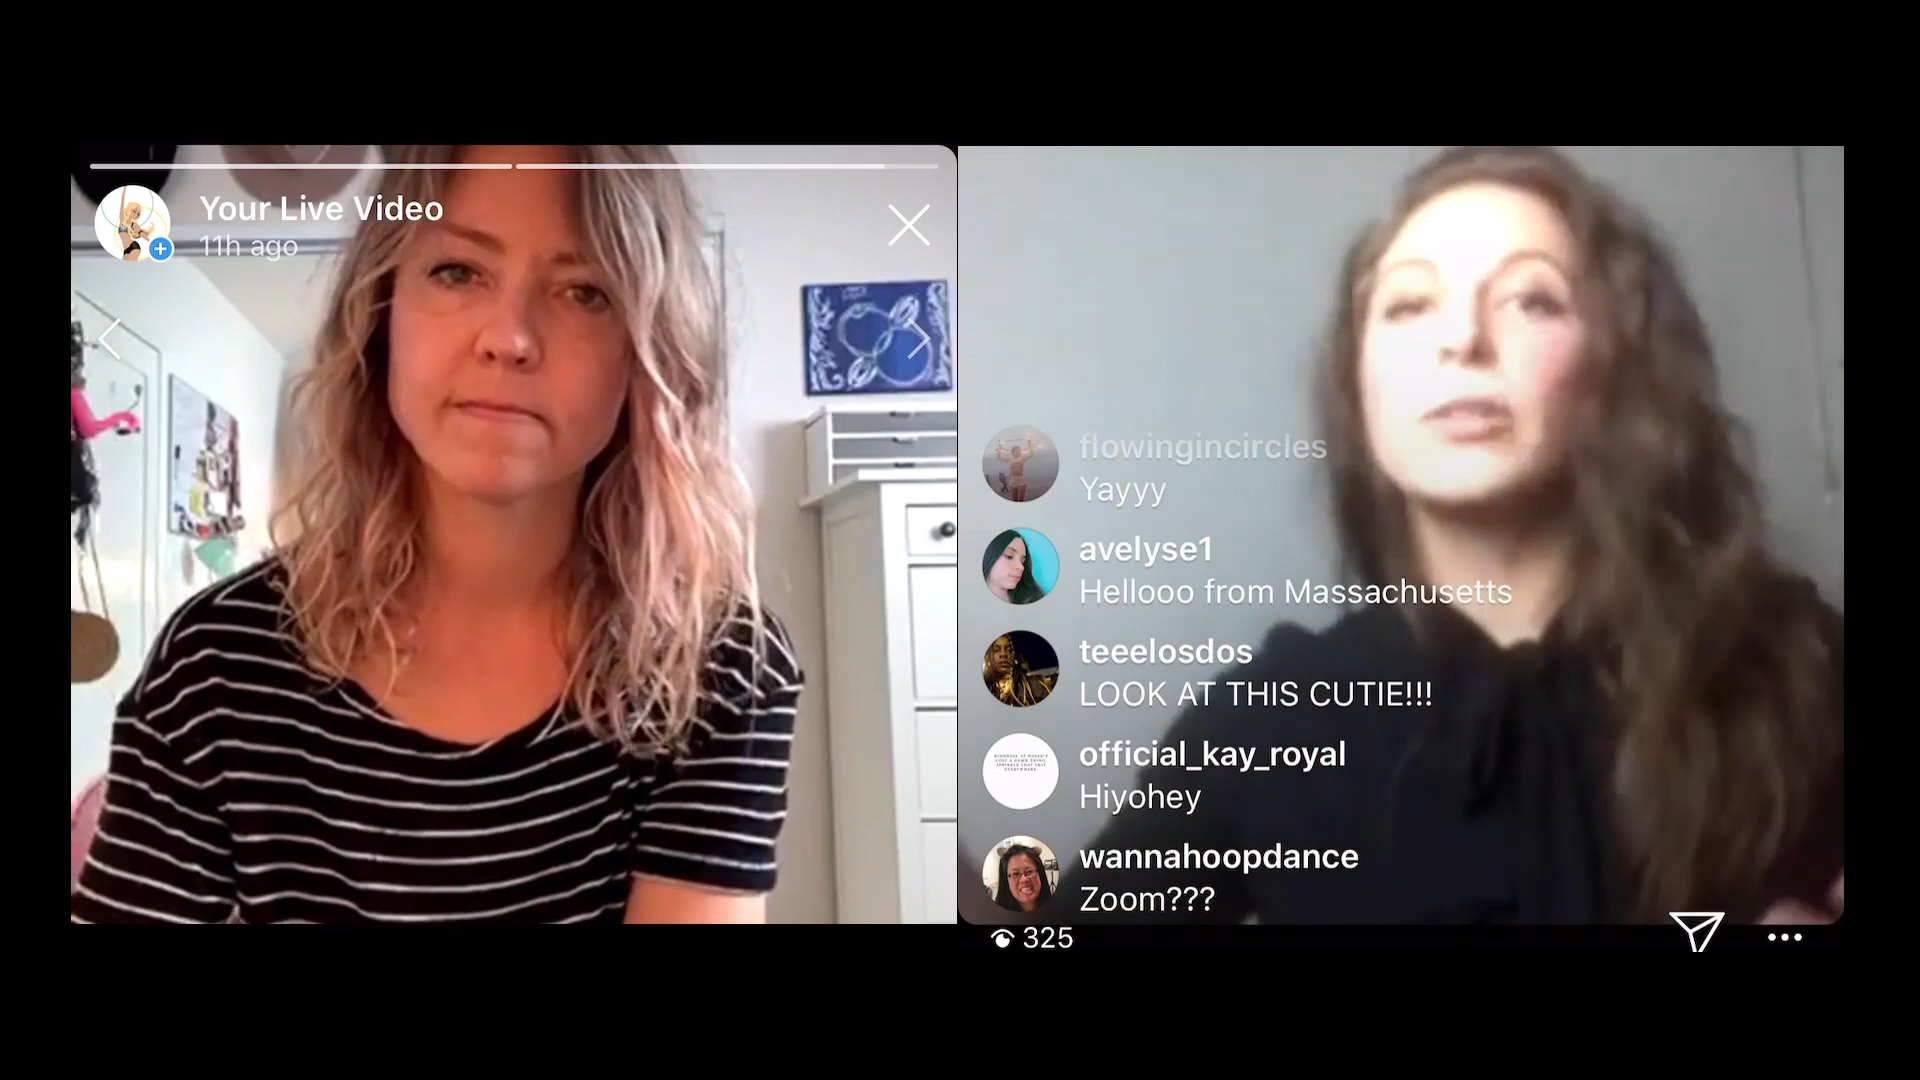 Your Live Video
11h ago
flowingincircles
Yayyy
avelyse1
Hellooo from Massachusetts
teeelosdos
LOOK AT THIS CUTIE!!!
official_kay_royal
Hiyohey
wannahoopdance
Zoom???
325